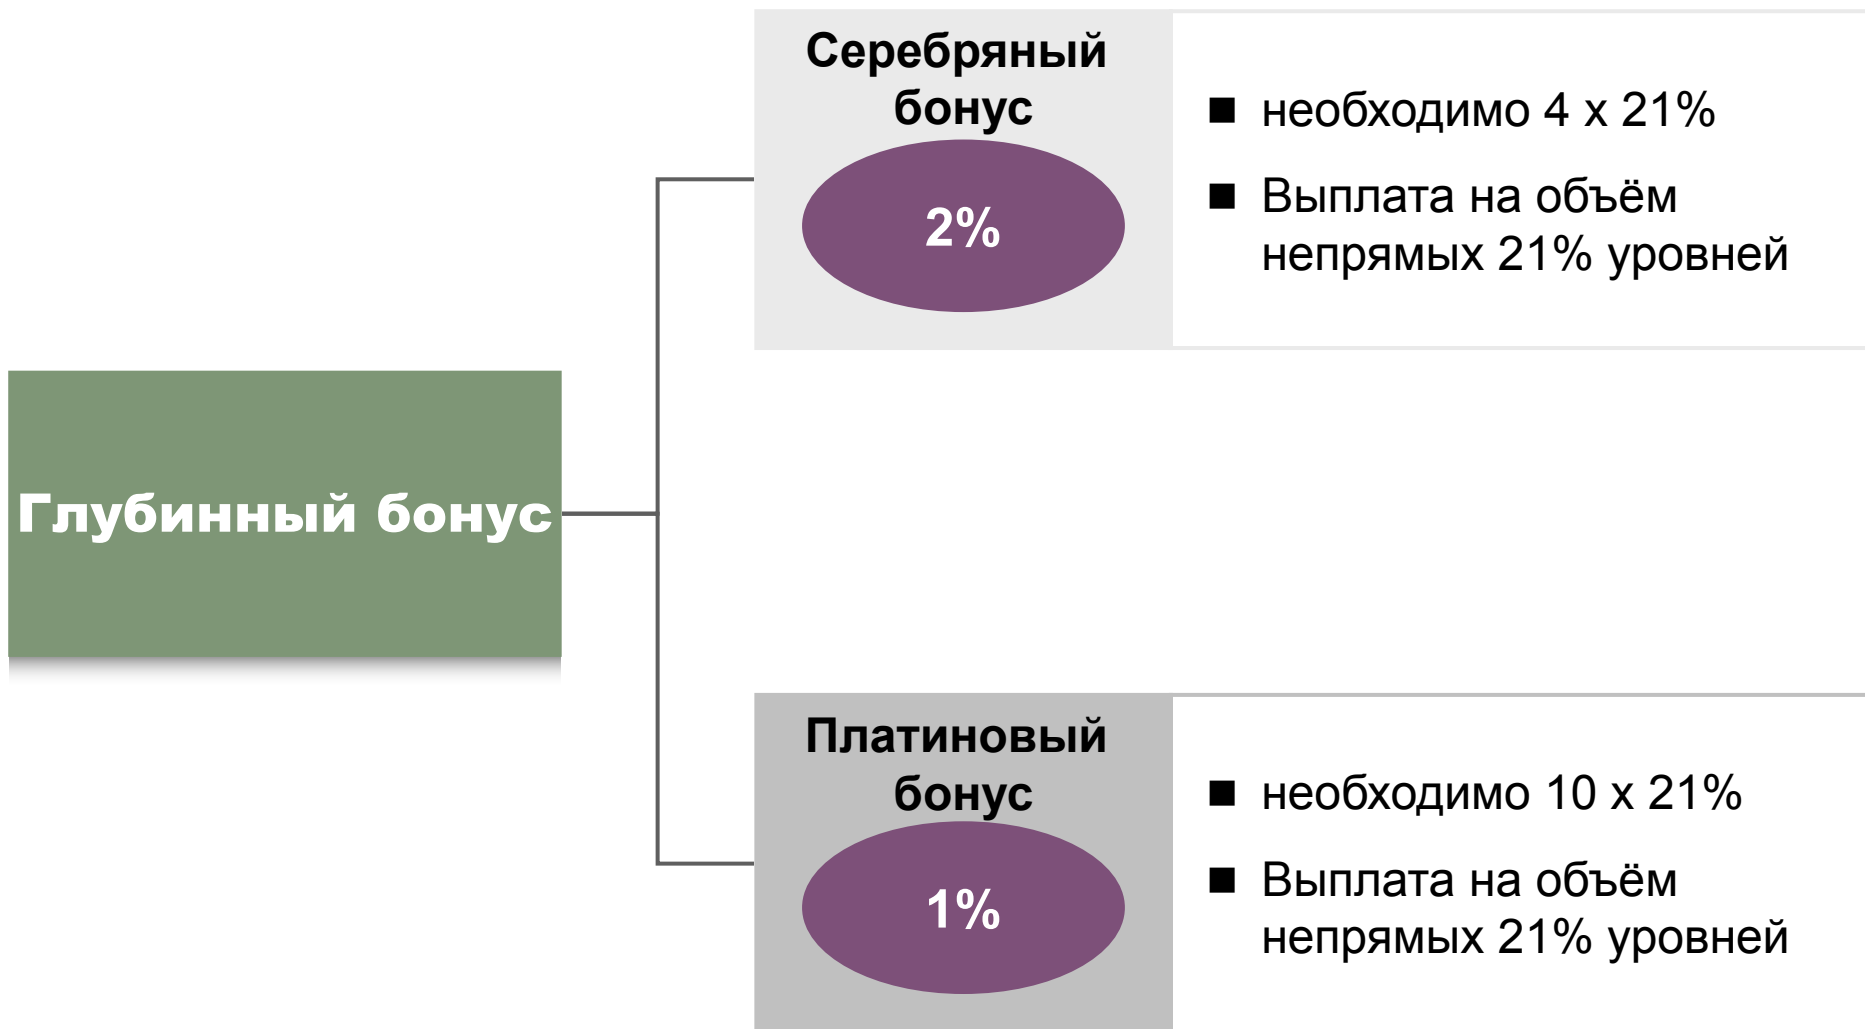 Серебряный
бонус
2%
■ необходимо 4 x 21%
■ Выплата на объём
непрямых 21% уровней
Глубинный бонус
Платиновый
бонус
1%
■ необходимо 10 x 21%
■ Выплата на объём
непрямых 21% уровней